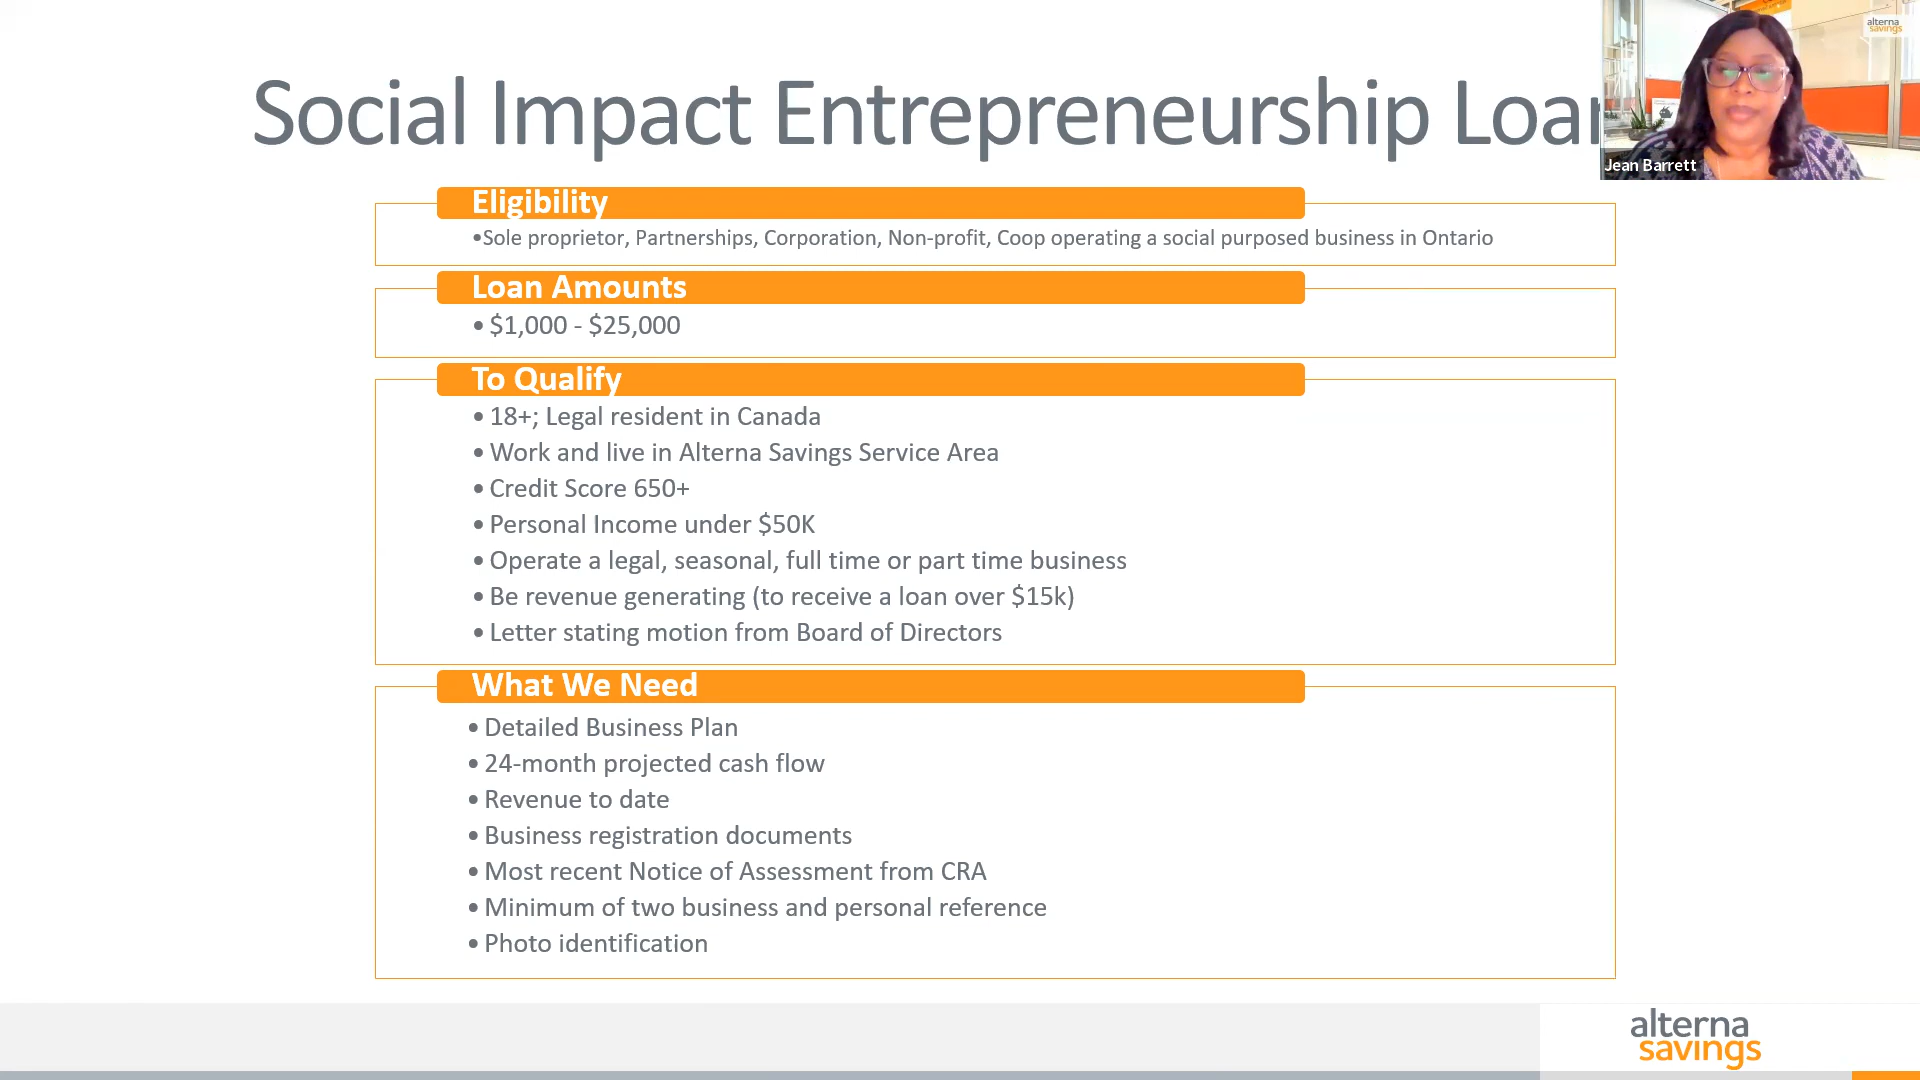 alterna
savings
Social Impact Entrepreneurship Loan
Jean Barrett
Eligibility
•Sole proprietor, Partnerships, Corporation, Non-profit, Coop operating a social purposed business in Ontario
Loan Amounts
• $1,000 - $25,000
To Qualify
• 18+; Legal resident in Canada
• Work and live in Alterna Savings Service Area
• Credit Score 650+
• Personal Income under $50K
• Operate a legal, seasonal, full time or part time business
• Be revenue generating (to receive a loan over $15k)
• Letter stating motion from Board of Directors
What We Need
• Detailed Business Plan
• 24-month projected cash flow
• Revenue to date
• Business registration documents
• Most recent Notice of Assessment from CRA
• Minimum of two business and personal reference
• Photo identification
alterna
savings